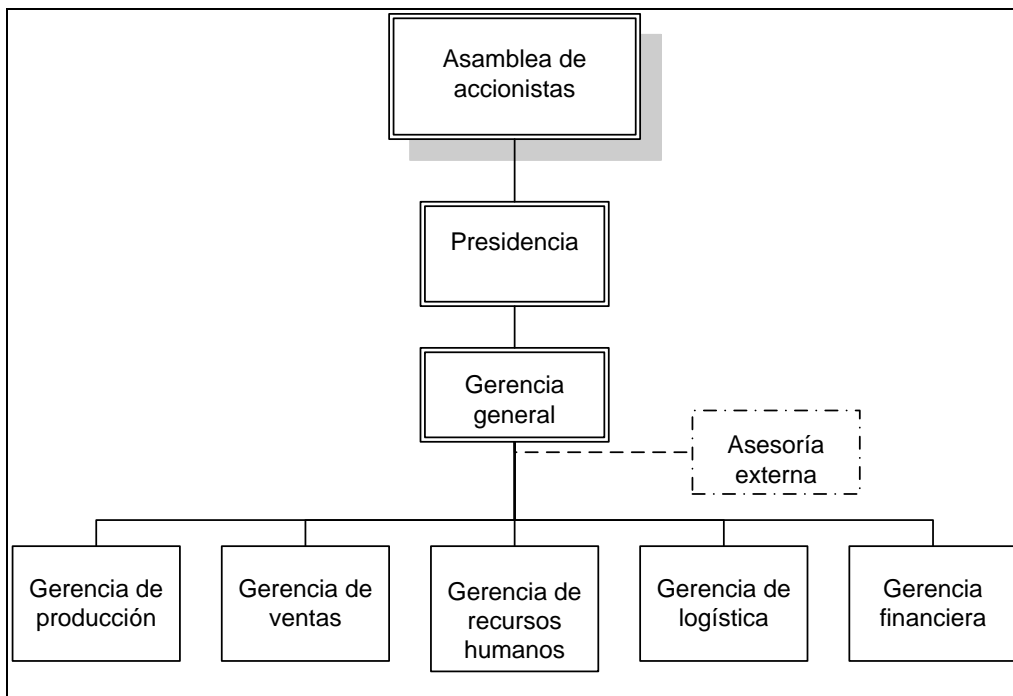 Asamblea de
accionistas
Presidencia
Gerencia
general
Asesoría
externa
Gerencia de
producción
Gerencia de
ventas
Gerencia de
recursos
humanos
Gerencia de
logística
Gerencia
financiera